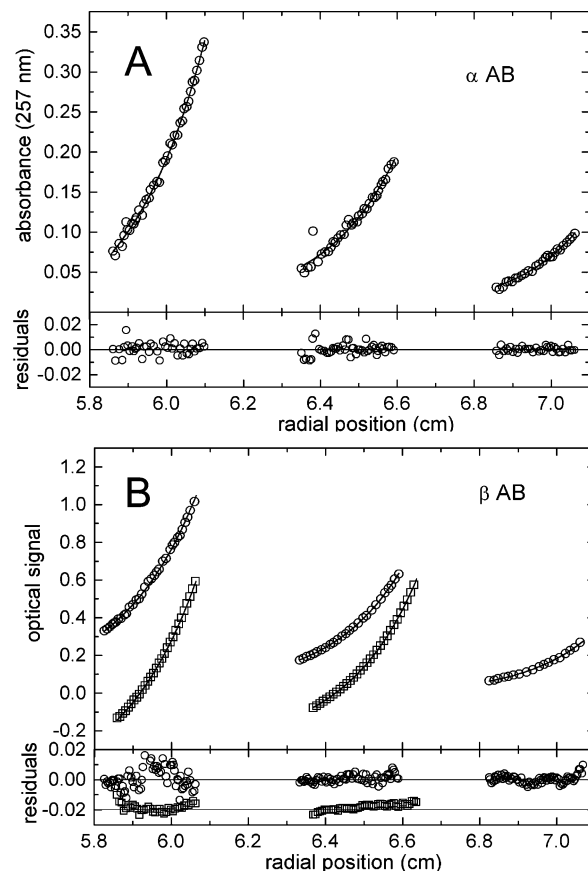 0.35
0.30
0.25
0.20
0.15
0.10
0.05
absorbance (257 nm)
A
α AB
0.02
0.00
-0.02
residuals
5.8 6.0 6.2 6.4 6.6 6.8 7.0
radial position (cm)
1.2
1.0
0.8
0.6
0.4
0.2
0.0
-0.2
optical signal
B
β AB
0.02
0.00
-0.02
residuals
5.8 6.0 6.2 6.4 6.6 6.8 7.0
radial position (cm)